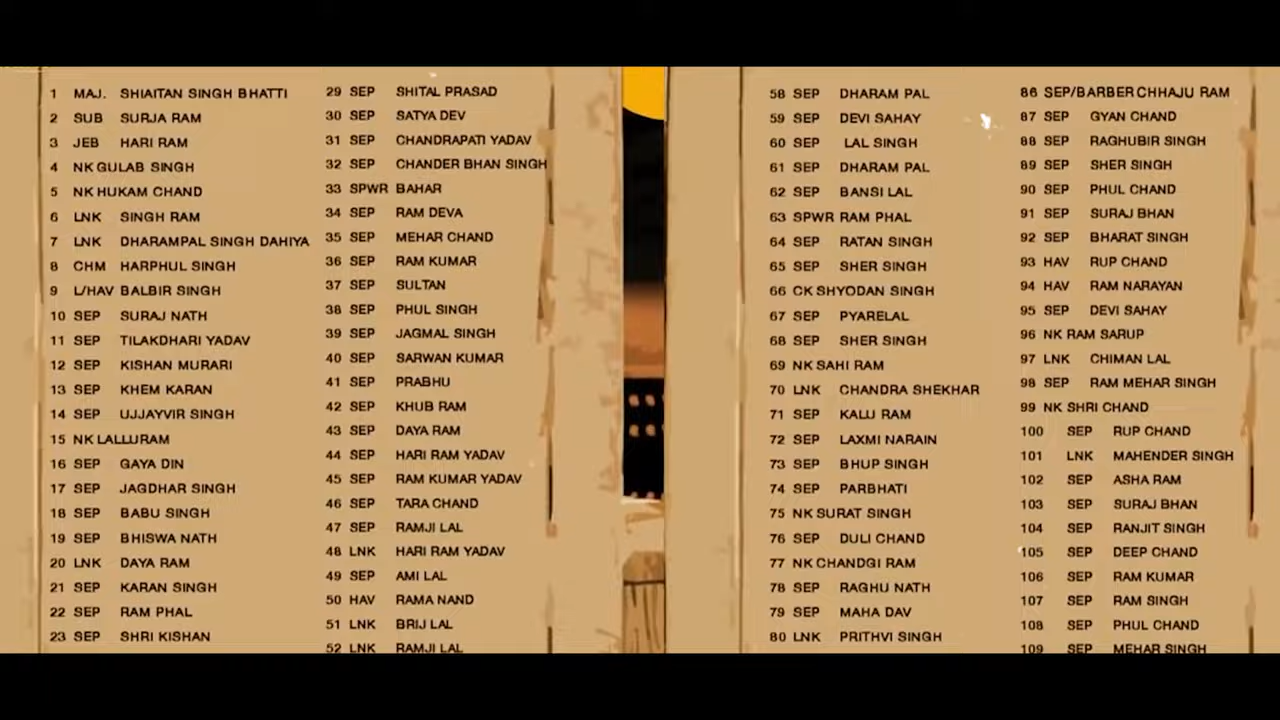 1 MAJ. SHIAITAN SINGH BHATTI
2 SUB SURJA RAM
3 JEB HARI RAM
4 NK GULAB SINGH
5 NK HUKAM CHAND
6 LNK SINGH RAM
7 LNK DHARAMPAL SINGH DAHIYA
8 CHM HARPHUL SINGH
9 L/HAV BALBIR SINGH
10 SEP SURAJ NATH
11 SEP TILAKDHARI YADAV
12 SEP KISHAN MURARI
13 SEP KHEM KARAN
14 SEP UJJAYVIR SINGH
15 NK LALLURAM
16 SEP GAYA DIN
17 SEP JAGDHAR SINGH
18 SEP BABU SINGH
19 SEP BHISWA NATH
20 LNK DAYA RAM
21 SEP KARAN SINGH
22 SEP RAM PHAL
23 SEP SHRI KISHAN
29 SEP SHITAL PRASAD
30 SEP SATYA DEV
31 SEP CHANDRAPATI YADAV
32 SEP CHANDER BHAN SINGH
33 SPWR BAHAR
34 SEP RAM DEVA
35 SEP MEHAR CHAND
36 SEP RAM KUMAR
37 SEP SULTAN
38 SEP PHUL SINGH
39 SEP JAGMAL SINGH
40 SEP SARWAN KUMAR
41 SEP PRABHU
42 SEP KHUB RAM
43 SEP DAYA RAM
44 SEP HARI RAM YADAV
45 SEP RAM KUMAR YADAV
46 SEP TARA CHAND
47 SEP RAMJI LAL
48 LNK HARI RAM YADAV
49 SEP AMI LAL
50 HAV RAMA NAND
51 LNK BRIJ LAL
52 LNK RAMJI LAL
58 SEP DHARAM PAL
59 SEP DEVI SAHAY
60 SEP LAL SINGH
61 SEP DHARAM PAL
62 SEP BANSI LAL
63 SPWR RAM PHAL
64 SEP RATAN SINGH
65 SEP SHER SINGH
66 CK SHYODAN SINGH
67 SEP PYARELAL
68 SEP SHER SINGH
69 NK SAHI RAM
70 LNK CHANDRA SHEKHAR
71 SEP KALU RAM
72 SEP LAXMI NARAIN
73 SEP BHUP SINGH
74 SEP PARBHATI
75 NK SURAT SINGH
76 SEP DULI CHAND
77 NK CHANDGI RAM
78 SEP RAGHU NATH
79 SEP MAHA DAV
80 LNK PRITHVI SINGH
86 SEP/BARBER CHHAJU RAM
87 SEP GYAN CHAND
88 SEP RAGHUBIR SINGH
89 SEP SHER SINGH
90 SEP PHUL CHAND
91 SEP SURAJ BHAN
92 SEP BHARAT SINGH
93 HAV RUP CHAND
94 HAV RAM NARAYAN
95 SEP DEVI SAHAY
96 NK RAM SARUP
97 LNK CHIMAN LAL
98 SEP RAM MEHAR SINGH
99 NK SHRI CHAND
100 SEP RUP CHAND
101 LNK MAHENDER SINGH
102 SEP ASHA RAM
103 SEP SURAJ BHAN
104 SEP RANJIT SINGH
105 SEP DEEP CHAND
106 SEP RAM KUMAR
107 SEP RAM SINGH
108 SEP PHUL CHAND
109 SEP MEHAR SINGH